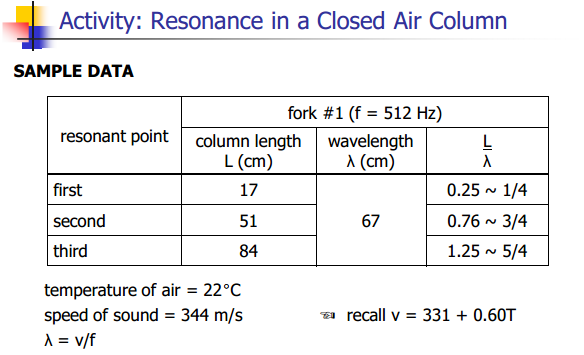 Activity: Resonance in a Closed Air Column
SAMPLE DATA
resonant point
fork #1 (f = 512 Hz)
column length
L (cm)
wavelength
λ (cm)
L
λ
first
17
0.25 ~ 1/4
second
51
67
0.76 ~ 3/4
third
84
1.25 ~ 5/4
temperature of air = 22°C
speed of sound = 344 m/s
☜ recall v = 331 + 0.60T
λ = v/f